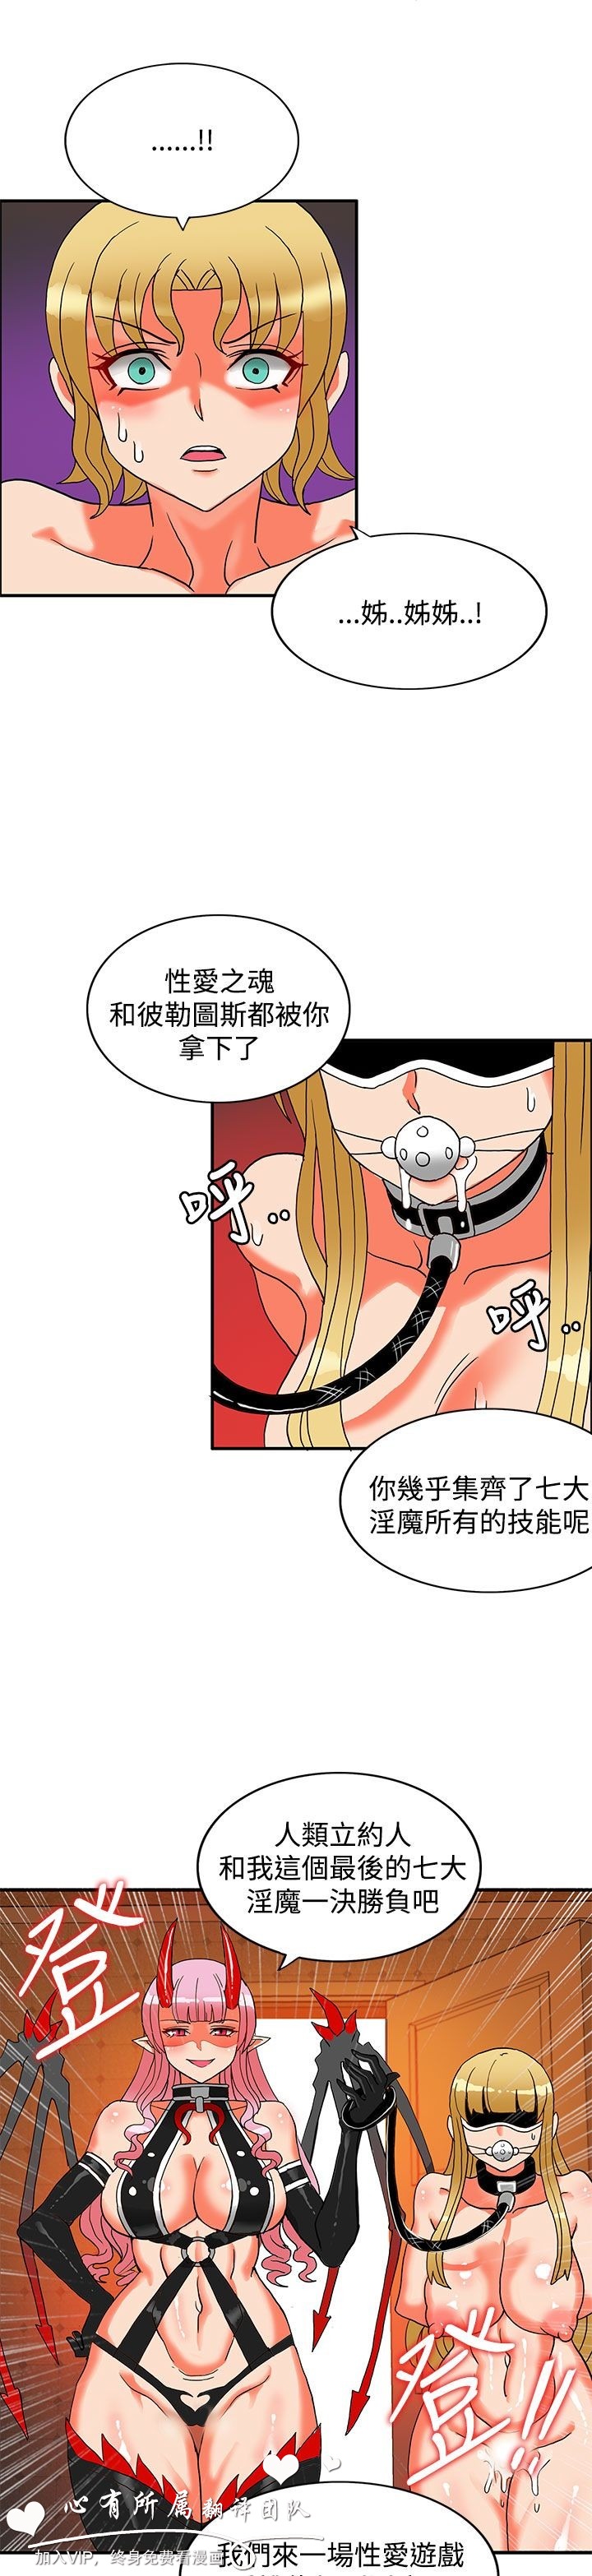 ......!!
...姊..姊姊..!
性愛之魂
和彼勒圖斯都被你
拿下了
呼..
呼..
你幾乎集齊了七大
淫魔所有的技能呢
人類立約人
和我這個最後的七大
淫魔一決勝負吧
登
登!!
心有所属翻译团队
加入VIP，终身免费看漫画
我們來一場性愛遊戲